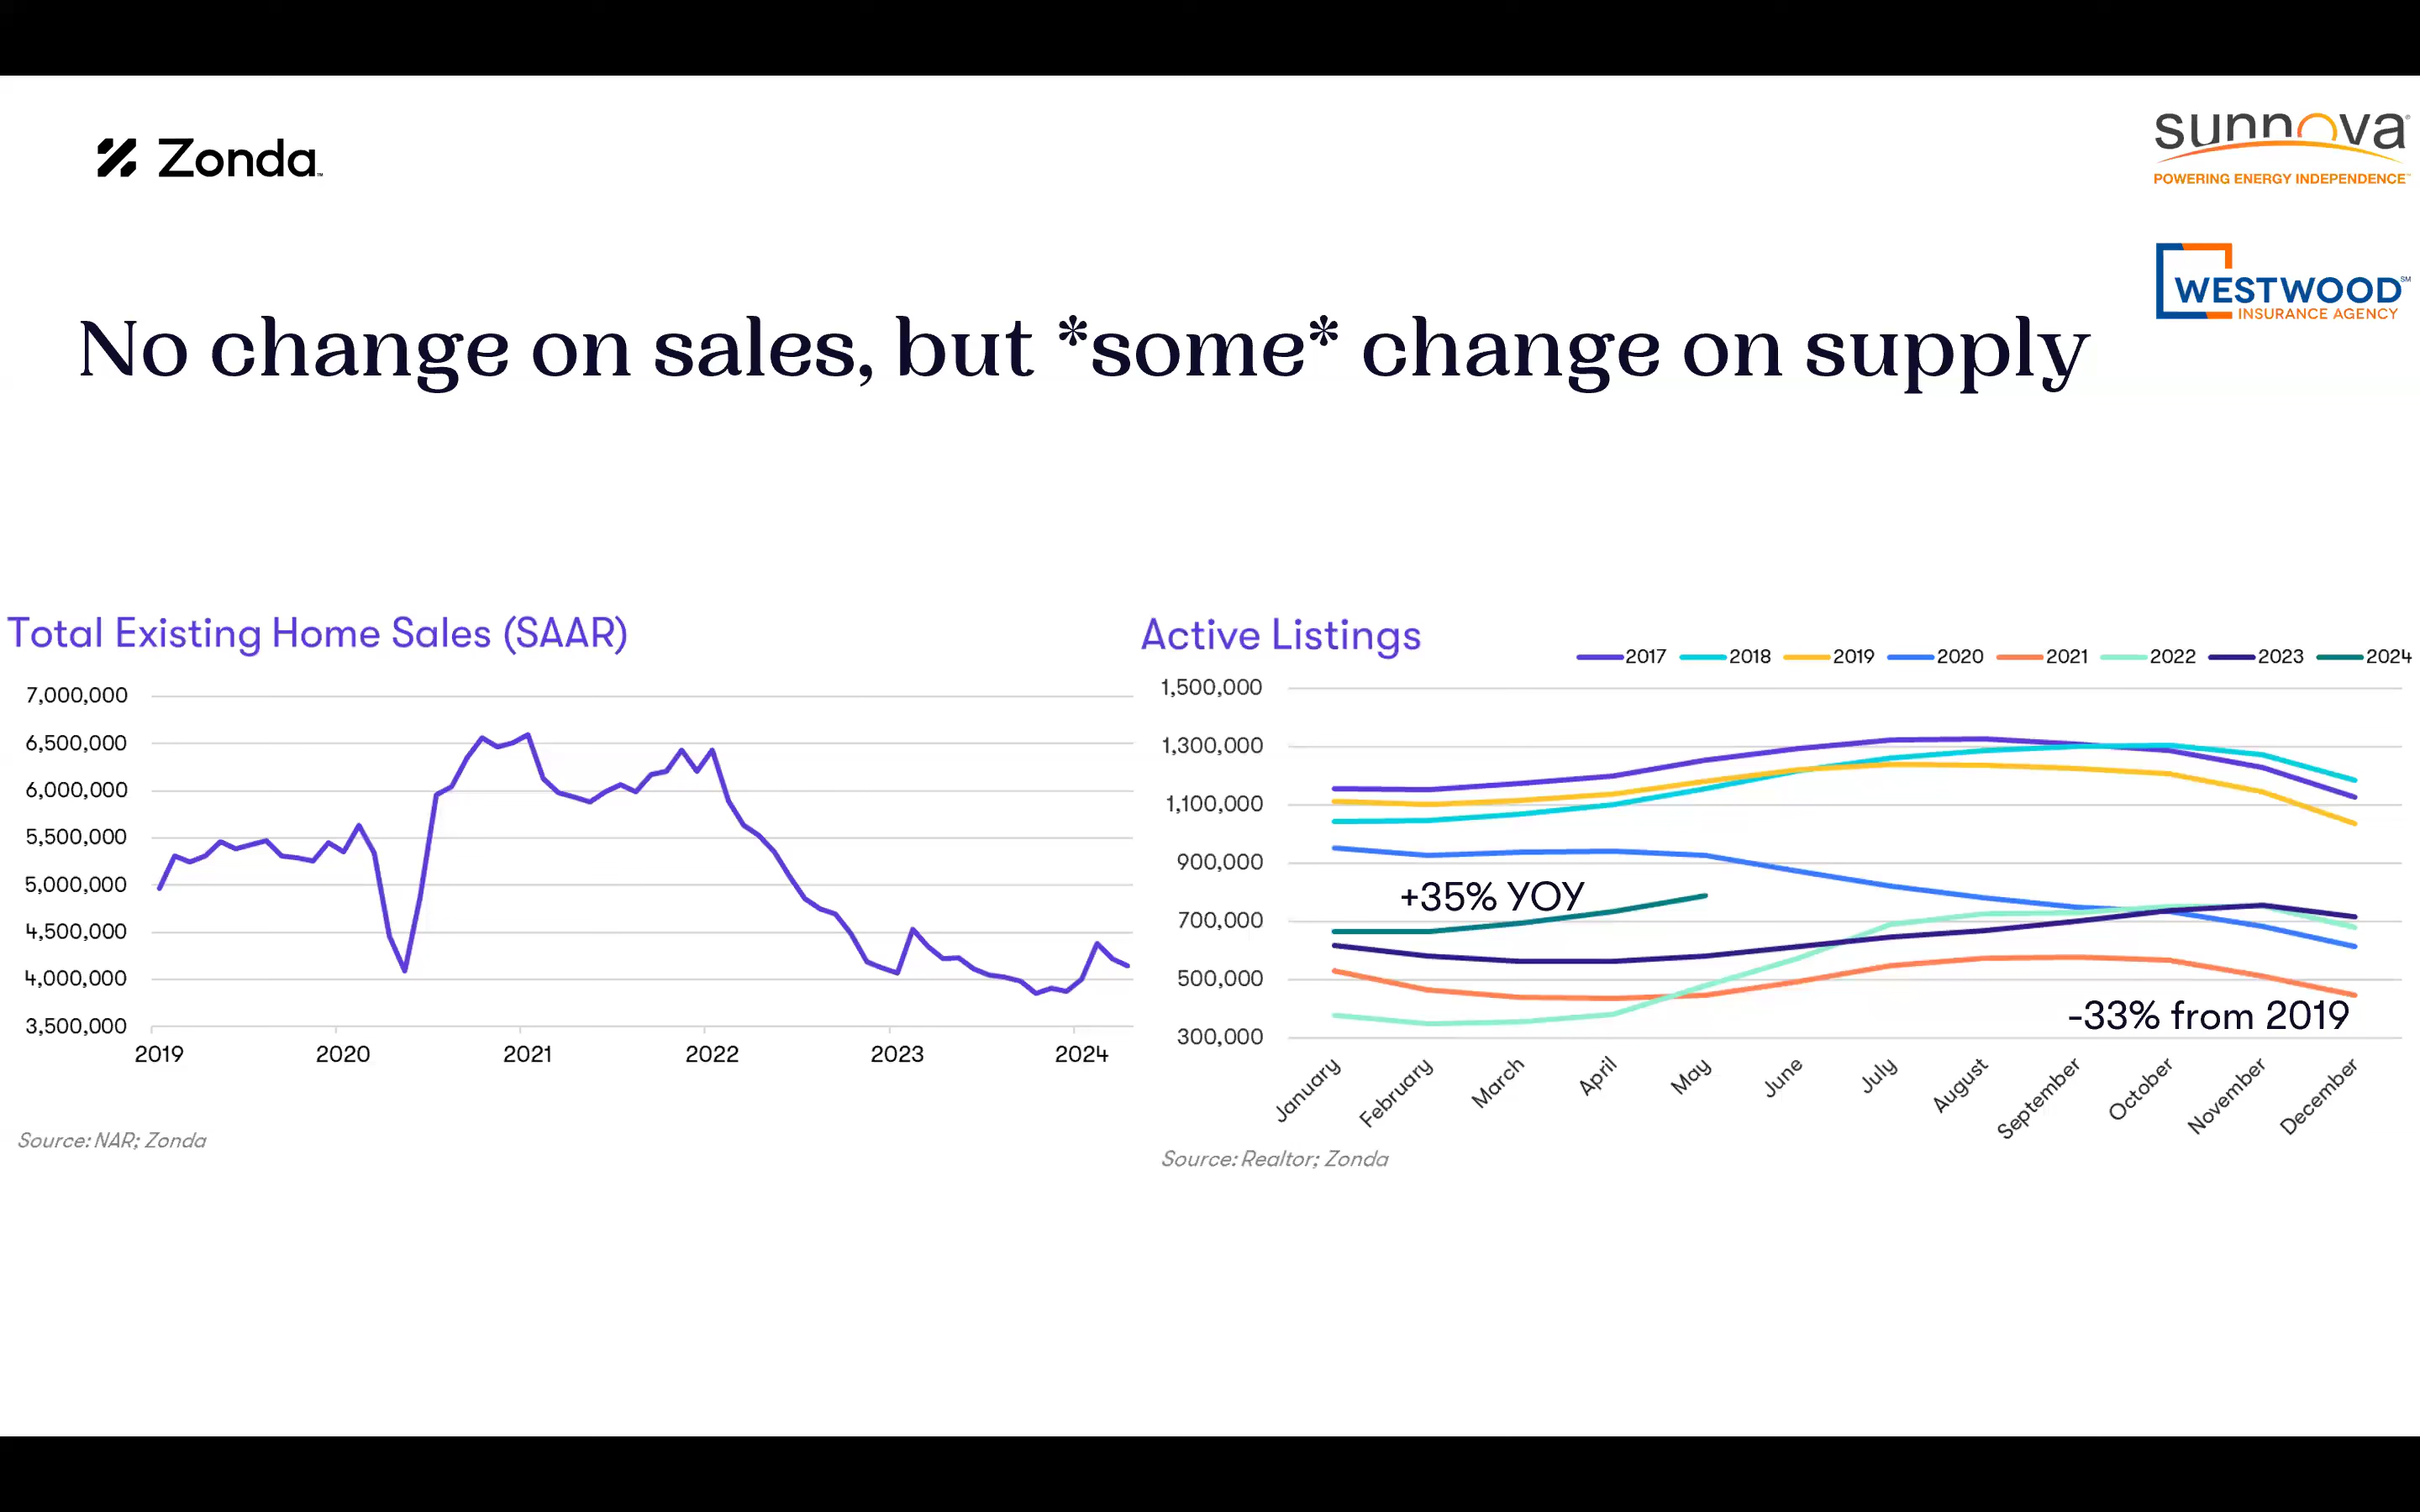 Zonda™
sunnova®
POWERING ENERGY INDEPENDENCE™
WESTWOOD℠
INSURANCE AGENCY
No change on sales, but *some* change on supply
Total Existing Home Sales (SAAR)
7,000,000
6,500,000
6,000,000
5,500,000
5,000,000
4,500,000
4,000,000
3,500,000
2019 2020 2021 2022 2023 2024
Source: NAR; Zonda
Active Listings
2017 2018 2019 2020 2021 2022 2023 2024
1,500,000
1,300,000
1,100,000
900,000
700,000
500,000
300,000
+35% YOY
-33% from 2019
January February March April May June July August September October November December
Source: Realtor; Zonda